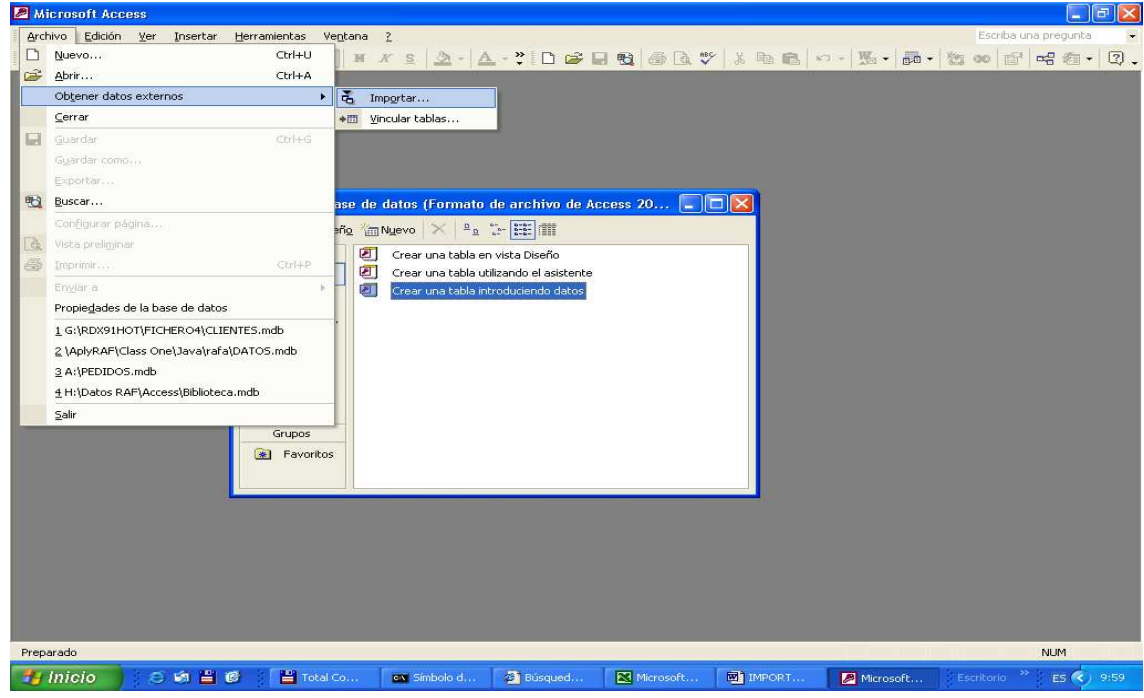 Microsoft Access
Archivo Edición Ver Insertar Herramientas Ventana ? Escriba una pregunta
Nuevo... Ctrl+U
N K S
Abrir... Ctrl+A
Obtener datos externos
Importar...
Vincular tablas...
Cerrar
Guardar Ctrl+G
Guardar como...
Exportar...
Buscar...
Configurar página...
Vista preliminar
Imprimir... Ctrl+P
Enviar a
Propiedades de la base de datos
1 G:\RDX91HOT\FICHERO4\CLIENTES.mdb
2 \AplyRAF\Class One\Java\rafa\DATOS.mdb
3 A:\PEDIDOS.mdb
4 H:\Datos RAF\Access\Biblioteca.mdb
Salir
ase de datos (Formato de archivo de Access 20...
eño Nuevo
Crear una tabla en vista Diseño
Crear una tabla utilizando el asistente
Crear una tabla introduciendo datos
Grupos
Favoritos
Preparado NUM
Inicio Total Co... Símbolo d... Búsqued... Microsoft... IMPORT... Microsoft... Escritorio ES 9:59